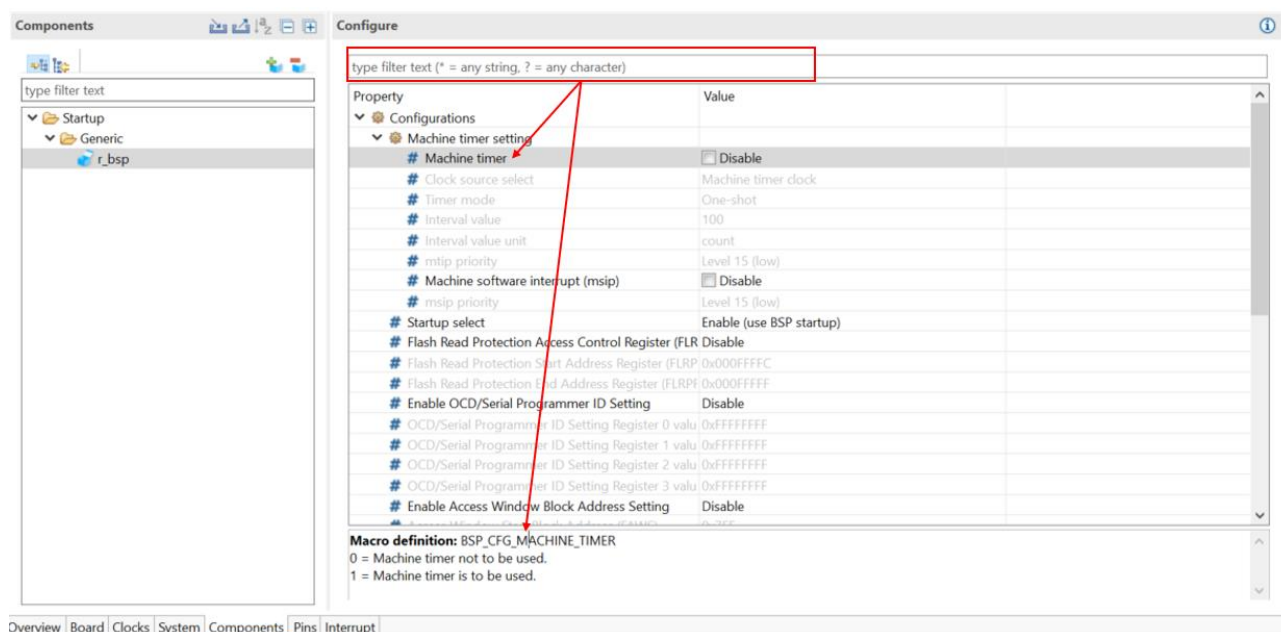 Components
Configure
type filter text
Startup
Generic
r_bsp
type filter text (* = any string, ? = any character)
Property Value
Configurations
Machine timer setting
# Machine timer Disable
# Clock source select Machine timer clock
# Timer mode One-shot
# Interval value 100
# Interval value unit count
# mtip priority Level 15 (low)
# Machine software interrupt (msip) Disable
# msip priority Level 15 (low)
# Startup select Enable (use BSP startup)
# Flash Read Protection Access Control Register (FLR Disable
# Flash Read Protection Start Address Register (FLRP 0x000FFFFC
# Flash Read Protection End Address Register (FLRPE 0x000FFFFF
# Enable OCD/Serial Programmer ID Setting Disable
# OCD/Serial Programmer ID Setting Register 0 valu 0xFFFFFFFF
# OCD/Serial Programmer ID Setting Register 1 valu 0xFFFFFFFF
# OCD/Serial Programmer ID Setting Register 2 valu 0xFFFFFFFF
# OCD/Serial Programmer ID Setting Register 3 valu 0xFFFFFFFF
# Enable Access Window Block Address Setting Disable
Macro definition: BSP_CFG_MACHINE_TIMER
0 = Machine timer not to be used.
1 = Machine timer is to be used.
Overview Board Clocks System Components Pins Interrupt